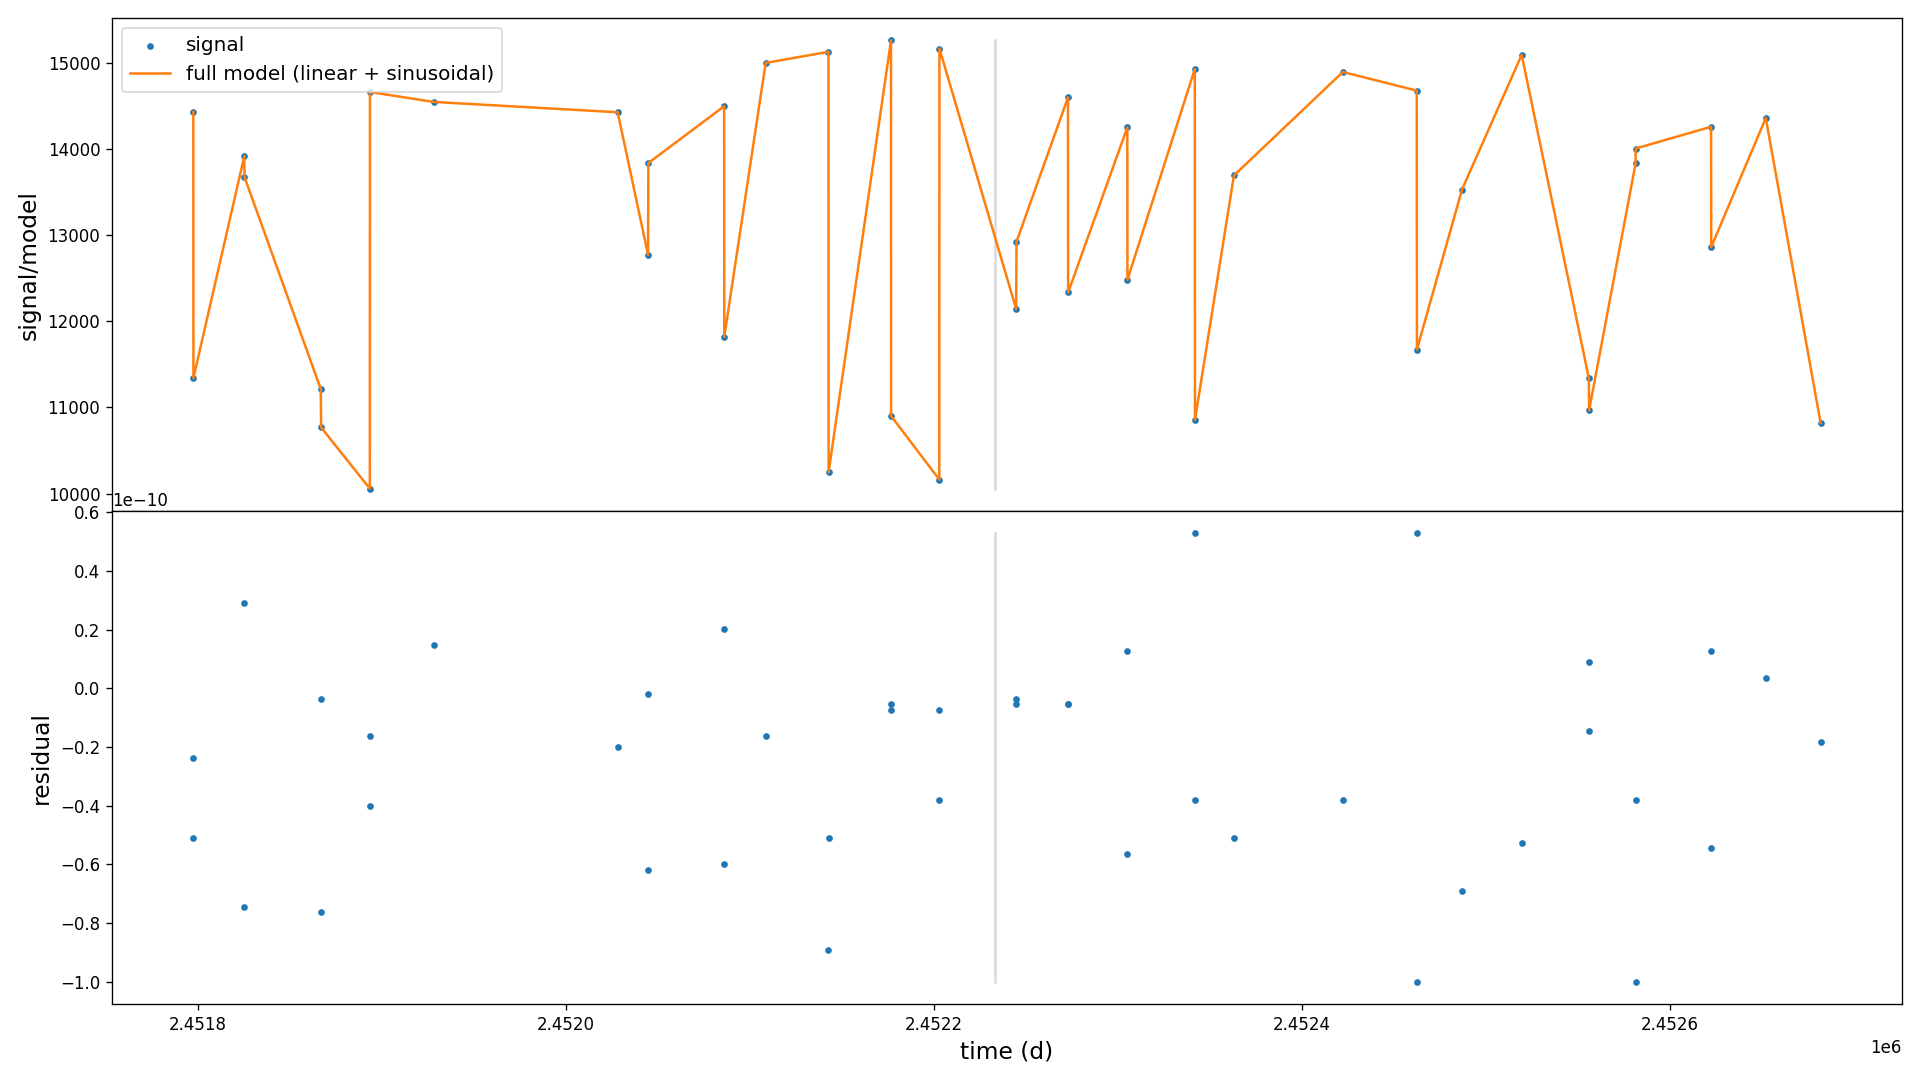 signal
full model (linear + sinusoidal)
15000
14000
13000
12000
11000
10000
signal/model
1e−10
0.6
0.4
0.2
0.0
−0.2
−0.4
−0.6
−0.8
−1.0
residual
2.4518
2.4520
2.4522
2.4524
2.4526
time (d)
1e6